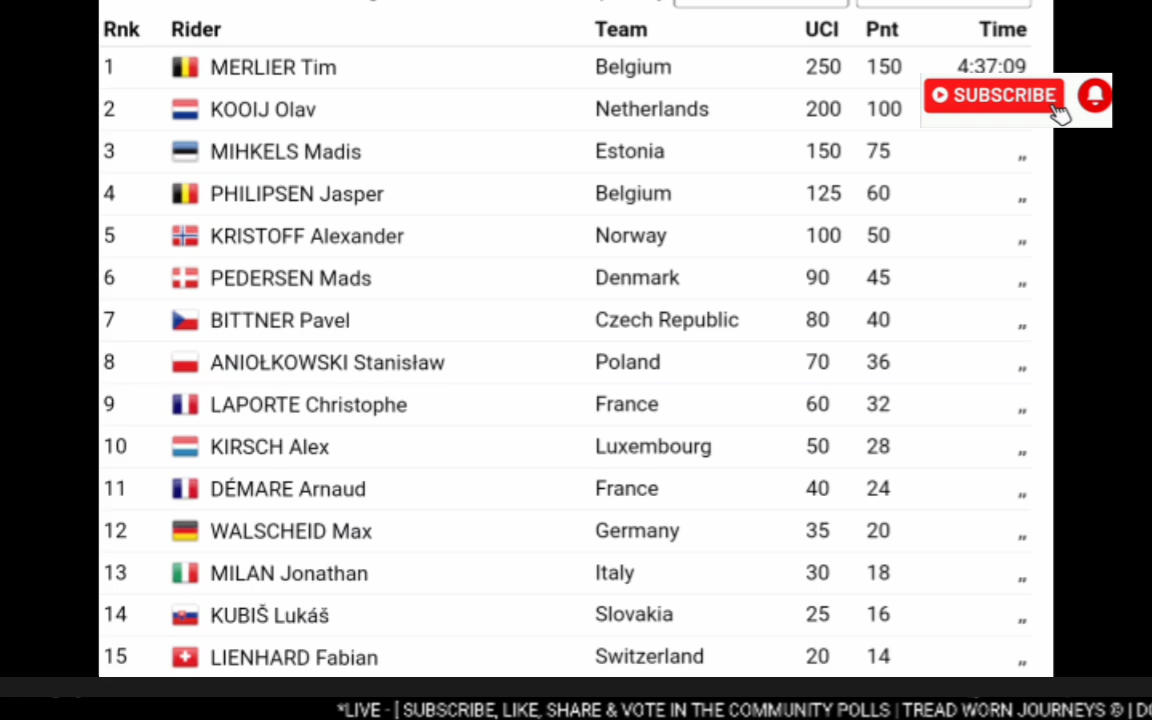 Rnk Rider Team UCI Pnt Time
1 MERLIER Tim Belgium 250 150 4:37:09
2 KOOIJ Olav Netherlands 200 100
SUBSCRIBE
3 MIHKELS Madis Estonia 150 75 „
4 PHILIPSEN Jasper Belgium 125 60 „
5 KRISTOFF Alexander Norway 100 50 „
6 PEDERSEN Mads Denmark 90 45 „
7 BITTNER Pavel Czech Republic 80 40 „
8 ANIOŁKOWSKI Stanisław Poland 70 36 „
9 LAPORTE Christophe France 60 32 „
10 KIRSCH Alex Luxembourg 50 28 „
11 DÉMARE Arnaud France 40 24 „
12 WALSCHEID Max Germany 35 20 „
13 MILAN Jonathan Italy 30 18 „
14 KUBIŠ Lukáš Slovakia 25 16 „
15 LIENHARD Fabian Switzerland 20 14 „
*LIVE - [ SUBSCRIBE, LIKE, SHARE & VOTE IN THE COMMUNITY POLLS | TREAD WORN JOURNEYS © |